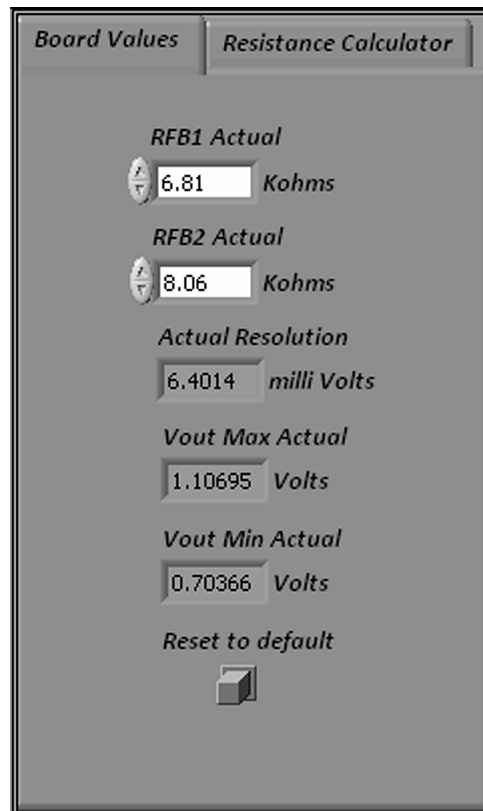 Board Values
Resistance Calculator
RFB1 Actual
6.81 Kohms
RFB2 Actual
8.06 Kohms
Actual Resolution
6.4014 milli Volts
Vout Max Actual
1.10695 Volts
Vout Min Actual
0.70366 Volts
Reset to default